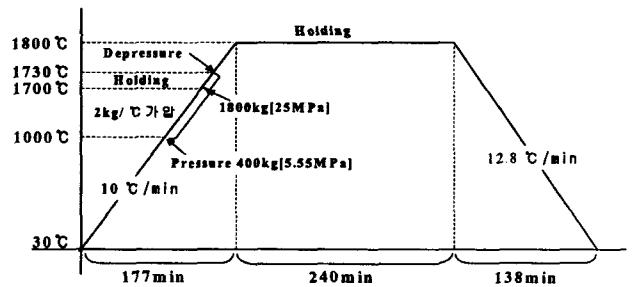 Holding
1800℃
Depressure
1730℃
Holding
1700℃
2kg/℃가압
1800kg[25MPa]
1000℃
Pressure 400kg[5.55MPa]
10 ℃/min
12.8 ℃/min
30℃
177min
240min
138min